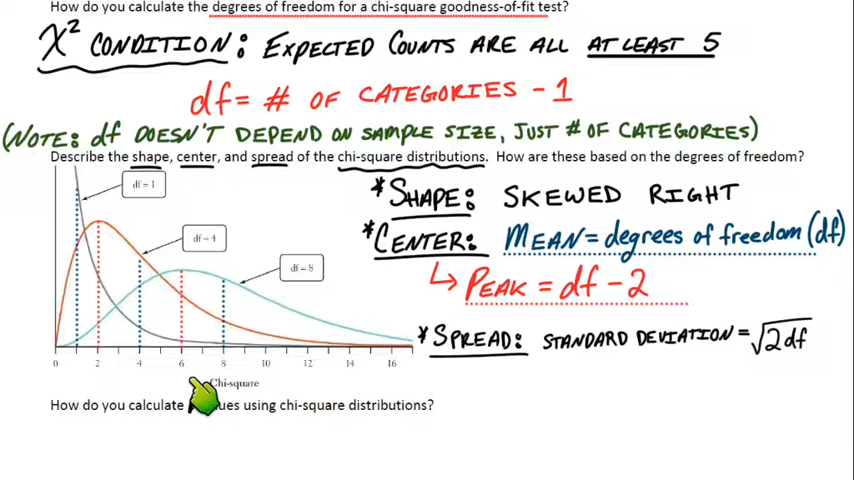 How do you calculate the degrees of freedom for a chi-square goodness-of-fit test?
X² CONDITION: EXPECTED COUNTS ARE ALL AT LEAST 5
df = # OF CATEGORIES - 1
(NOTE: df DOESN'T DEPEND ON SAMPLE SIZE, JUST # OF CATEGORIES)
Describe the shape, center, and spread of the chi-square distributions. How are these based on the degrees of freedom?
*SHAPE: SKEWED RIGHT
*CENTER: MEAN = degrees of freedom (df)
↳ PEAK = df - 2
*SPREAD: STANDARD DEVIATION = √2df
df = 1
df = 4
df = 8
0 2 4 6 8 10 12 14 16
Chi-square
How do you calculate ues using chi-square distributions?